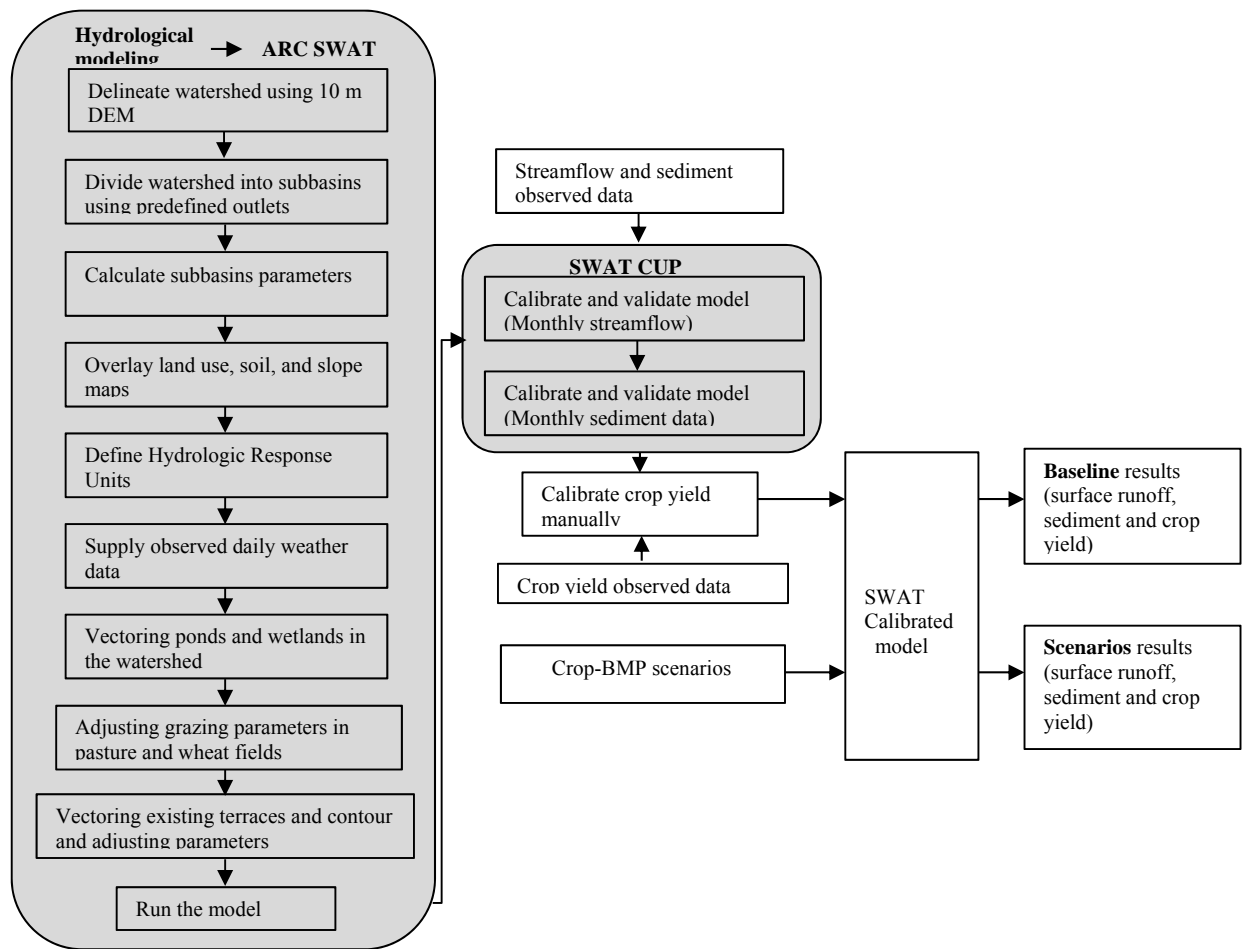 Hydrological
modeling
ARC SWAT
Delineate watershed using 10 m
DEM
Divide watershed into subbasins
using predefined outlets
Calculate subbasins parameters
Overlay land use, soil, and slope
maps
Define Hydrologic Response
Units
Supply observed daily weather
data
Vectoring ponds and wetlands in
the watershed
Adjusting grazing parameters in
pasture and wheat fields
Vectoring existing terraces and contour
and adjusting parameters
Run the model
Streamflow and sediment
observed data
SWAT CUP
Calibrate and validate model
(Monthly streamflow)
Calibrate and validate model
(Monthly sediment data)
Calibrate crop yield
manually
Crop yield observed data
Crop-BMP scenarios
SWAT
Calibrated
model
Baseline results
(surface runoff,
sediment and crop
yield)
Scenarios results
(surface runoff,
sediment and crop
yield)